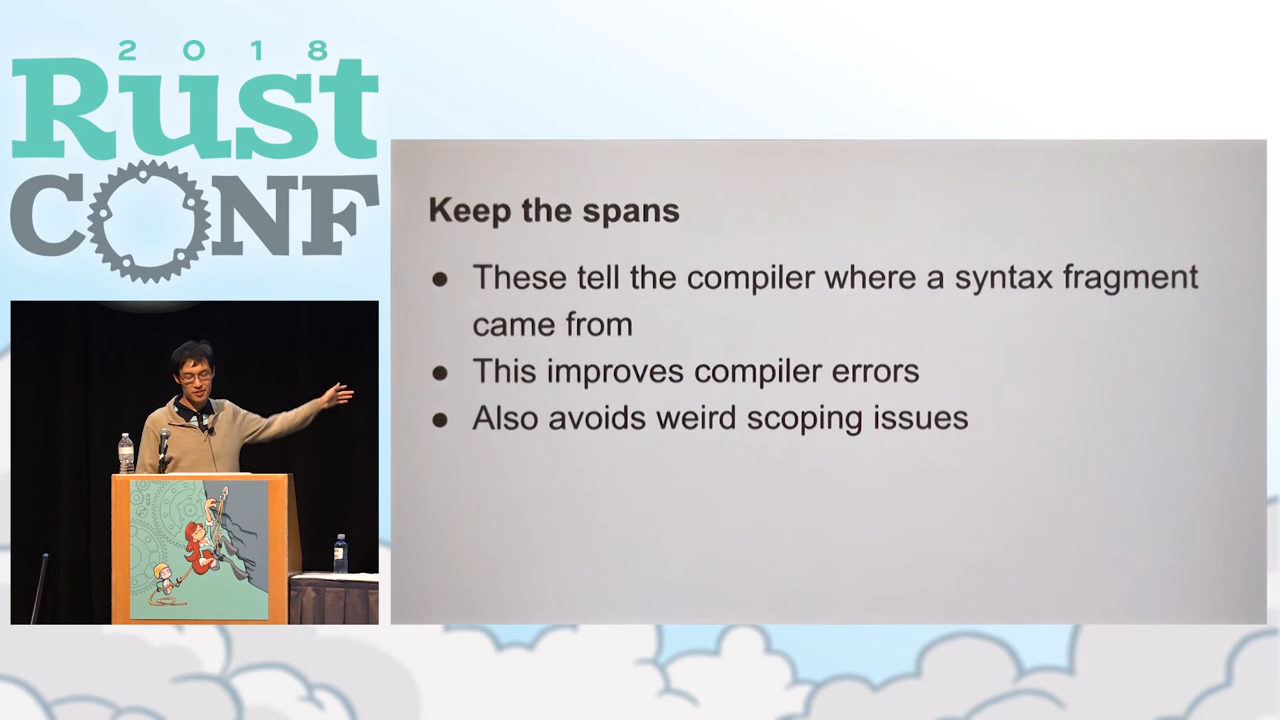 2018
Rust
CONF
Keep the spans
● These tell the compiler where a syntax fragment
came from
● This improves compiler errors
● Also avoids weird scoping issues